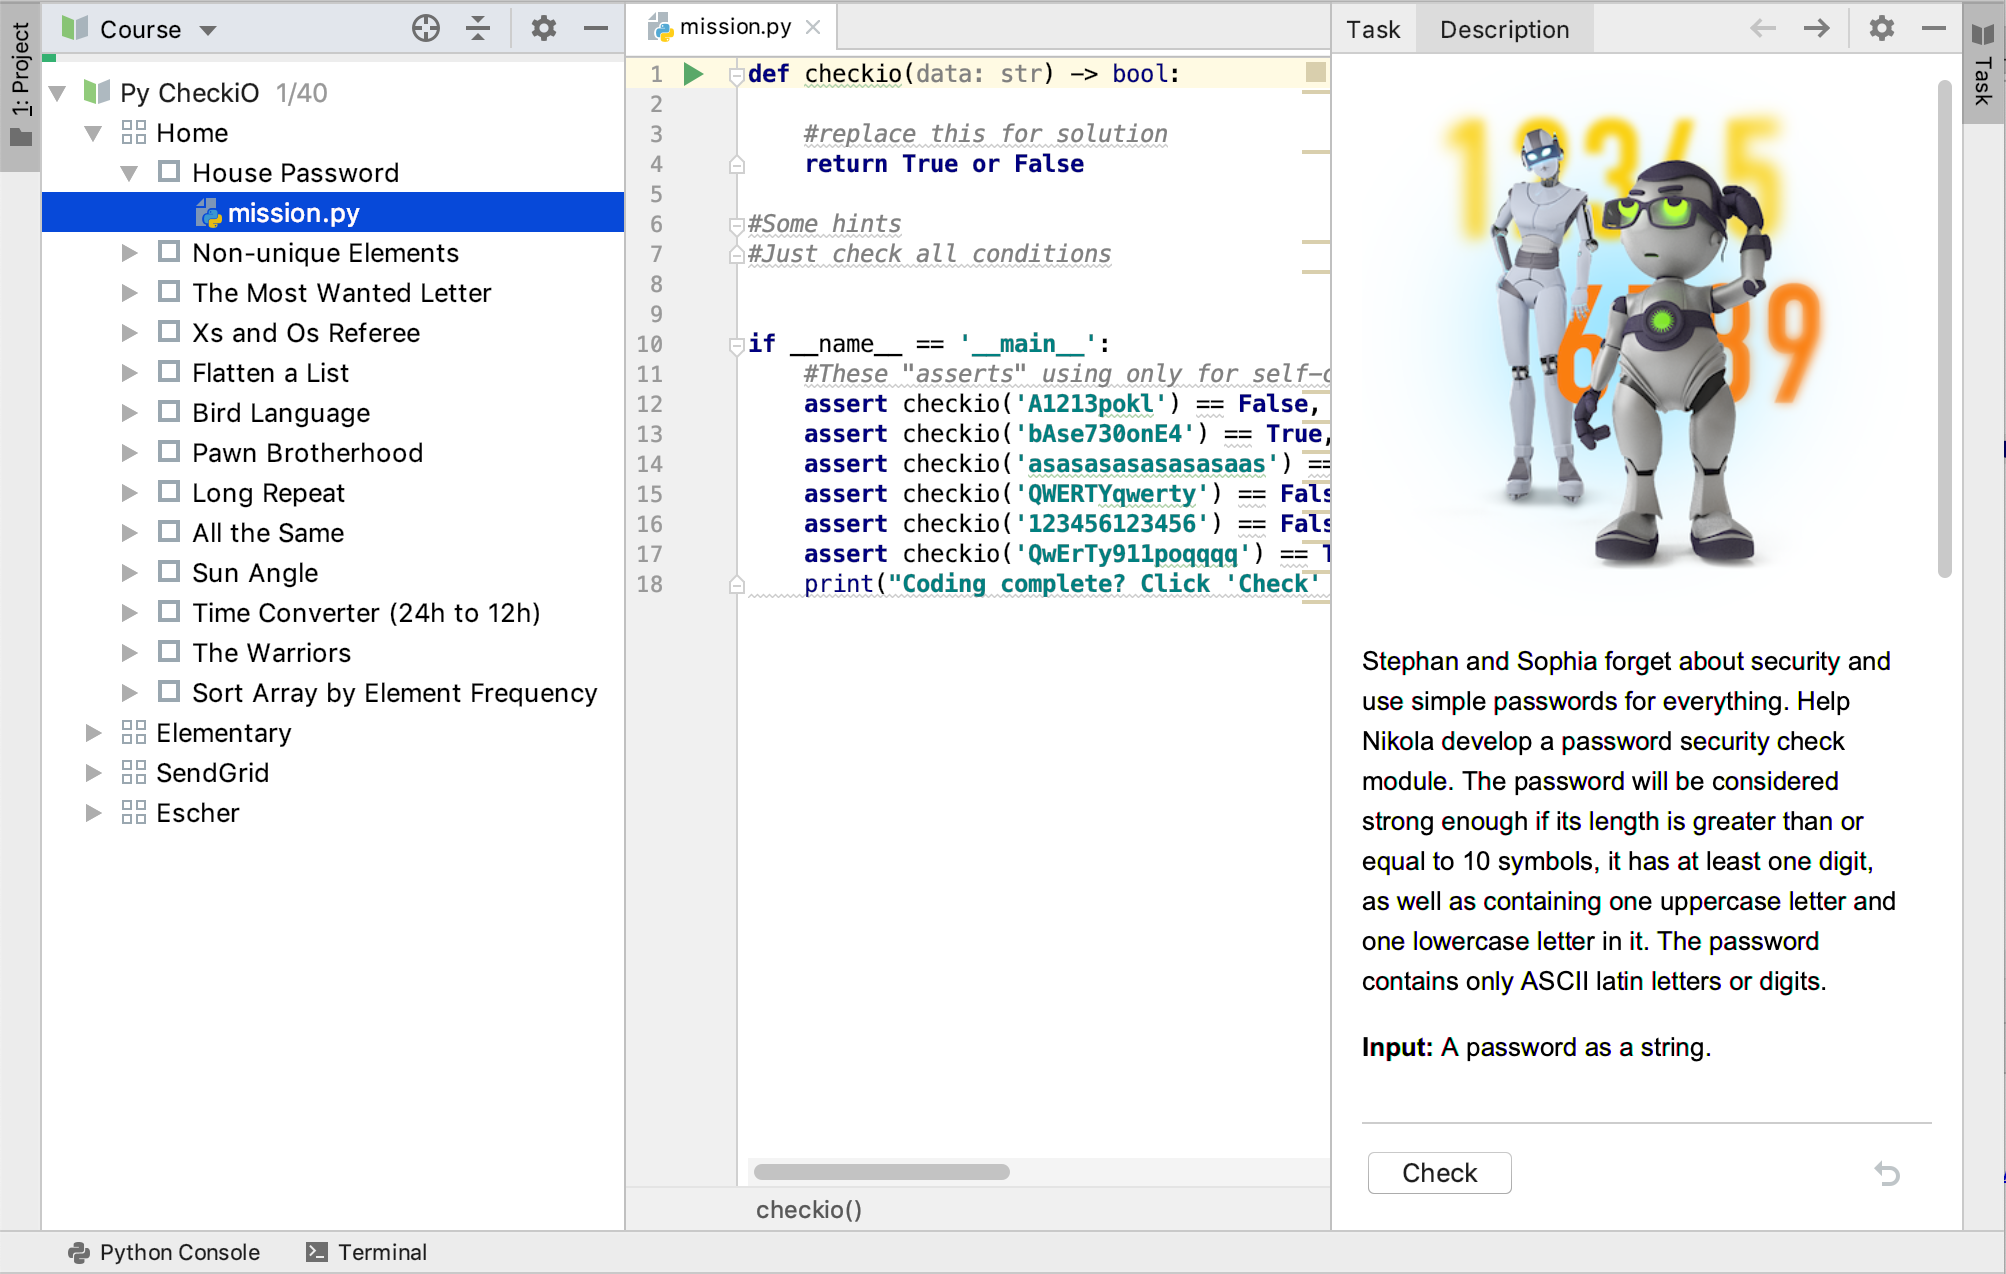 1: Project
Course
Py CheckiO 1/40
Home
House Password
mission.py
Non-unique Elements
The Most Wanted Letter
Xs and Os Referee
Flatten a List
Bird Language
Pawn Brotherhood
Long Repeat
All the Same
Sun Angle
Time Converter (24h to 12h)
The Warriors
Sort Array by Element Frequency
Elementary
SendGrid
Escher
mission.py
1 def checkio(data: str) -> bool:
2
3 #replace this for solution
4 return True or False
5
6 #Some hints
7 #Just check all conditions
8
9
10 if __name__ == '__main__':
11 #These "asserts" using only for self-c
12 assert checkio('A1213pokl') == False,
13 assert checkio('bAse730onE4') == True,
14 assert checkio('asasasasasasasaas') ==
15 assert checkio('QWERTYqwerty') == Fals
16 assert checkio('123456123456') == Fals
17 assert checkio('QwErTy911poqqqq') == T
18 print("Coding complete? Click 'Check'
checkio()
Task Description
Task
Stephan and Sophia forget about security and
use simple passwords for everything. Help
Nikola develop a password security check
module. The password will be considered
strong enough if its length is greater than or
equal to 10 symbols, it has at least one digit,
as well as containing one uppercase letter and
one lowercase letter in it. The password
contains only ASCII latin letters or digits.
Input: A password as a string.
Check
Python Console Terminal